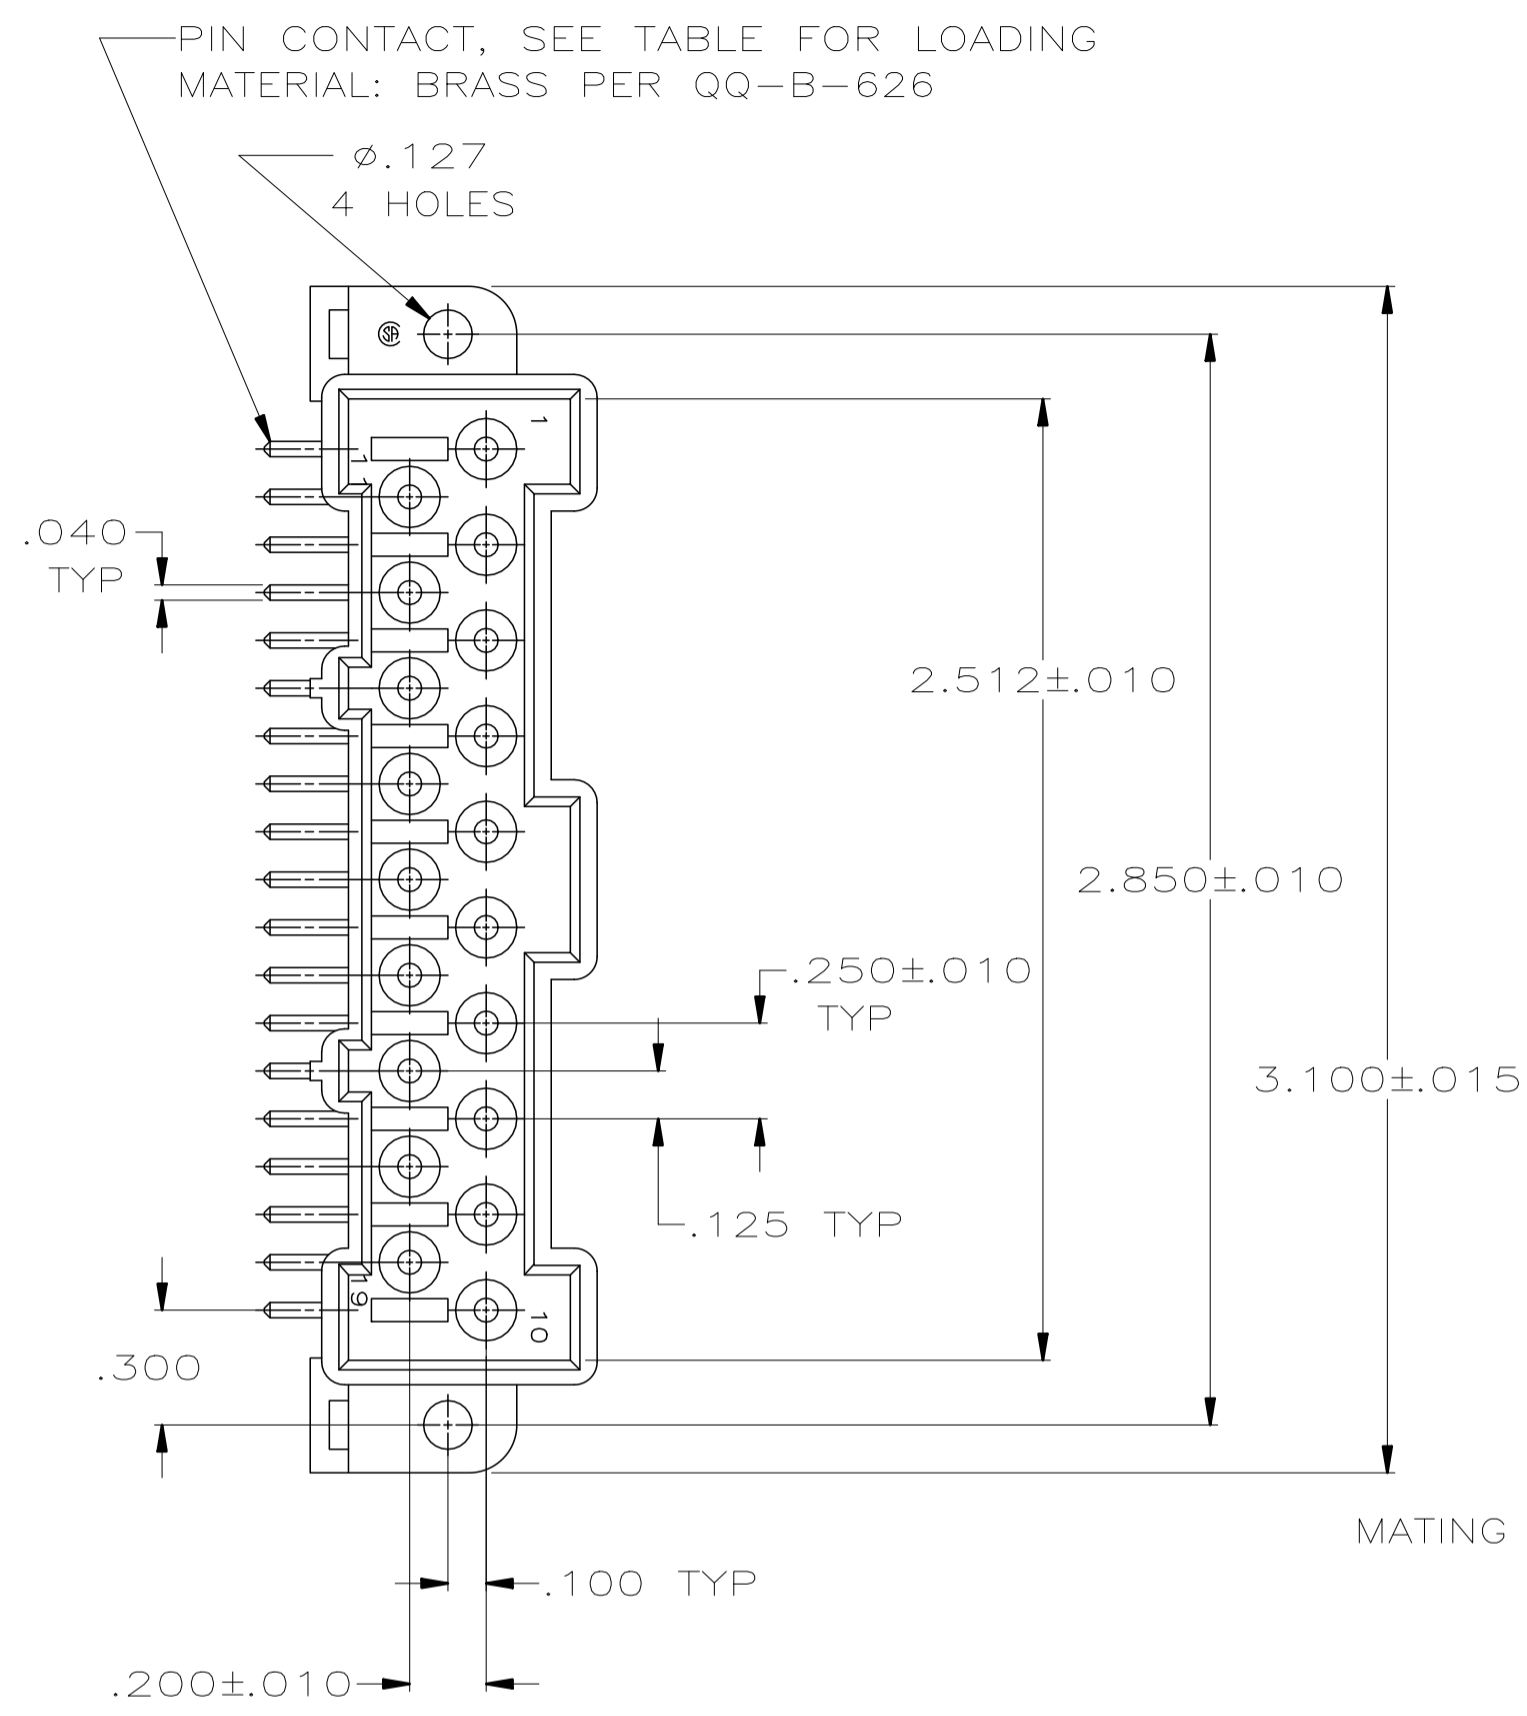 PIN CONTACT, SEE TABLE FOR LOADING
MATERIAL: BRASS PER QQ-B-626
Ø.127
4 HOLES
SA
1
11
.040
TYP
2.512±.010
2.850±.010
.250±.010
TYP
3.100±.015
.125 TYP
19
10
.300
MATING
.100 TYP
.200±.010